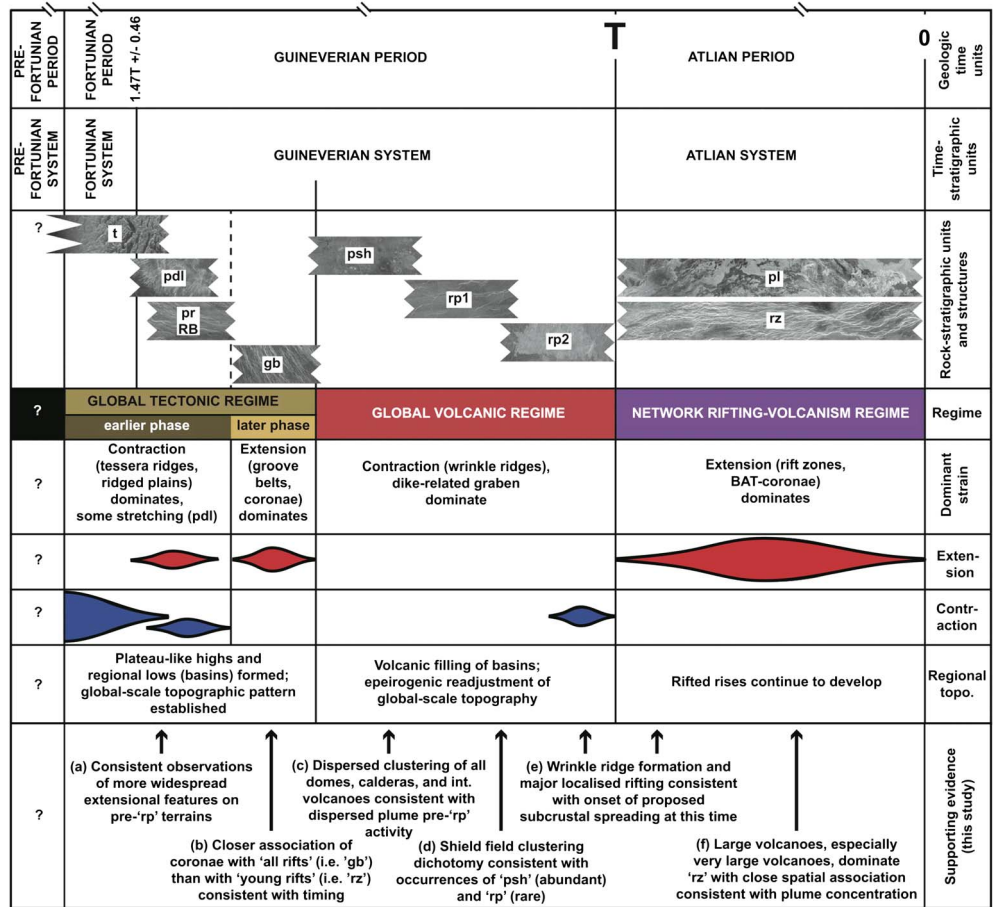 PRE-
FORTUNIAN
PERIOD
FORTUNIAN
PERIOD
1.47T +/- 0.46
GUINEVERIAN PERIOD
T
ATLIAN PERIOD
0
Geologic
time
units
PRE-
FORTUNIAN
SYSTEM
FORTUNIAN
SYSTEM
GUINEVERIAN SYSTEM
ATLIAN SYSTEM
Time-
stratigraphic
units
?
t
pdl
pr
RB
gb
psh
rp1
rp2
pl
rz
Rock-stratigraphic units
and structures
?
GLOBAL TECTONIC REGIME
earlier phase
later phase
GLOBAL VOLCANIC REGIME
NETWORK RIFTING-VOLCANISM REGIME
Regime
?
Contraction
(tessera ridges,
ridged plains)
dominates,
some stretching (pdl)
Extension
(groove
belts,
coronae)
dominates
Contraction (wrinkle ridges),
dike-related graben
dominate
Extension (rift zones,
BAT-coronae)
dominates
Dominant
strain
?
Exten-
sion
?
Contr-
action
?
Plateau-like highs and
regional lows (basins) formed;
global-scale topographic pattern
established
Volcanic filling of basins;
epeirogenic readjustment of
global-scale topography
Rifted rises continue to develop
Regional
topo.
?
(a) Consistent observations
of more widespread
extensional features on
pre-‘rp’ terrains
(b) Closer association of
coronae with ‘all rifts’ (i.e. ’gb’)
than with ‘young rifts’ (i.e. ’rz’)
consistent with timing
(c) Dispersed clustering of all
domes, calderas, and int.
volcanoes consistent with
dispersed plume pre-‘rp’
activity
(d) Shield field clustering
dichotomy consistent with
occurrences of ‘psh’ (abundant)
and ‘rp’ (rare)
(e) Wrinkle ridge formation and
major localised rifting consistent
with onset of proposed
subcrustal spreading at this time
(f) Large volcanoes, especially
very large volcanoes, dominate
‘rz’ with close spatial association
consistent with plume concentration
Supporting evidence
(this study)